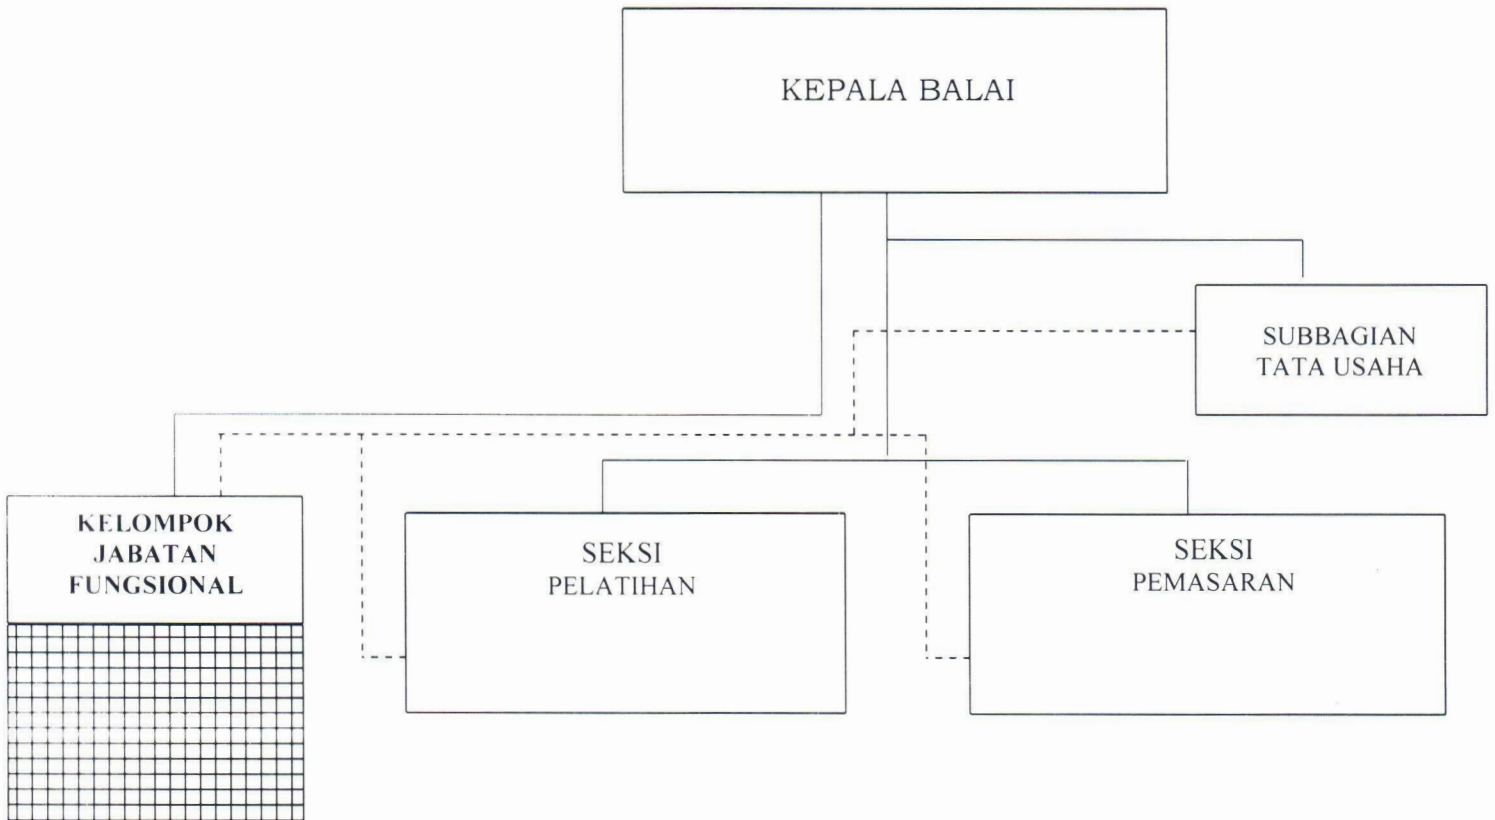 KEPALA BALAI
SUBBAGIAN
TATA USAHA
KELOMPOK
JABATAN
FUNGSIONAL
SEKSI
PELATIHAN
SEKSI
PEMASARAN